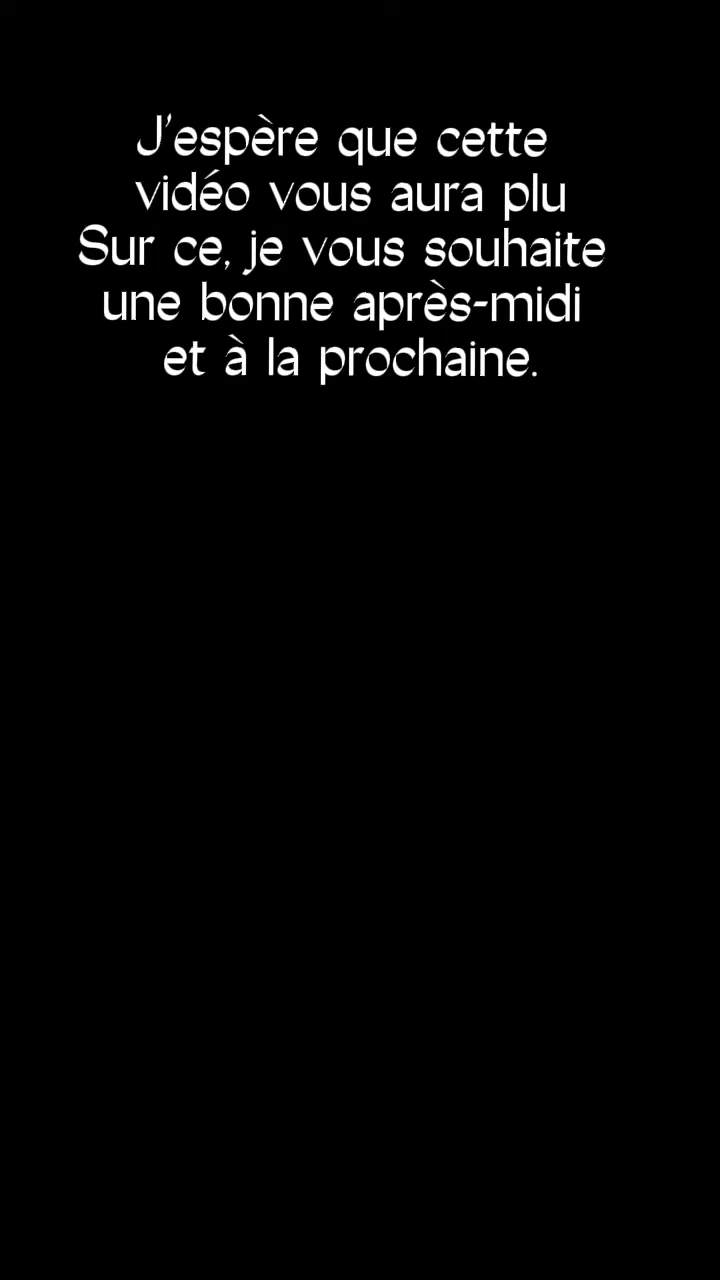 J'espère que cette
vidéo vous aura plu
Sur ce, je vous souhaite
une bonne après-midi
et à la prochaine.